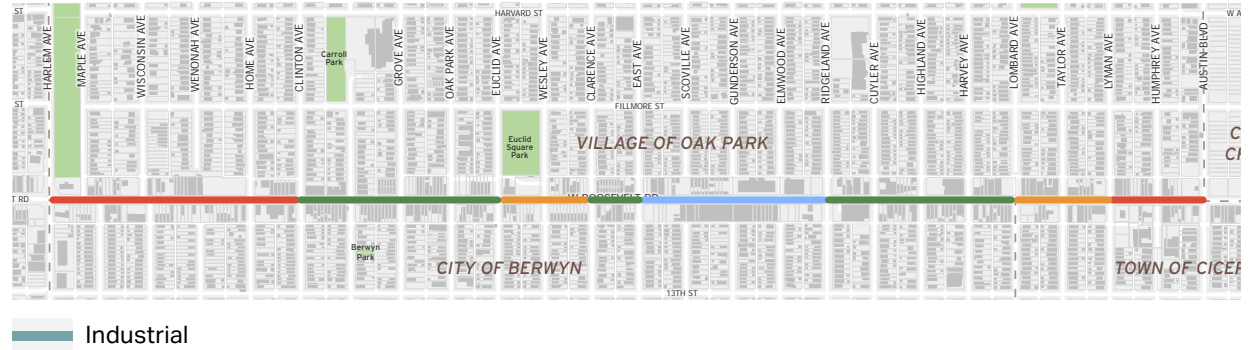 ST
HARVARD ST
W A
HARLEM AVE
MAPLE AVE
WISCONSIN AVE
WENONAH AVE
HOME AVE
CLINTON AVE
Carroll
Park
GROVE AVE
OAK PARK AVE
EUCLID AVE
WESLEY AVE
CLARENCE AVE
EAST AVE
SCOVILLE AVE
GUNDERSON AVE
ELMWOOD AVE
RIDGELAND AVE
CUYLER AVE
HIGHLAND AVE
HARVEY AVE
LOMBARD AVE
TAYLOR AVE
LYMAN AVE
HUMPHREY AVE
AUSTIN BLVD
ST
FILLMORE ST
Euclid
Square
Park
VILLAGE OF OAK PARK
C
CH
T RD
W ROOSEVELT RD
Berwyn
Park
CITY OF BERWYN
TOWN OF CICER
13TH ST
Industrial